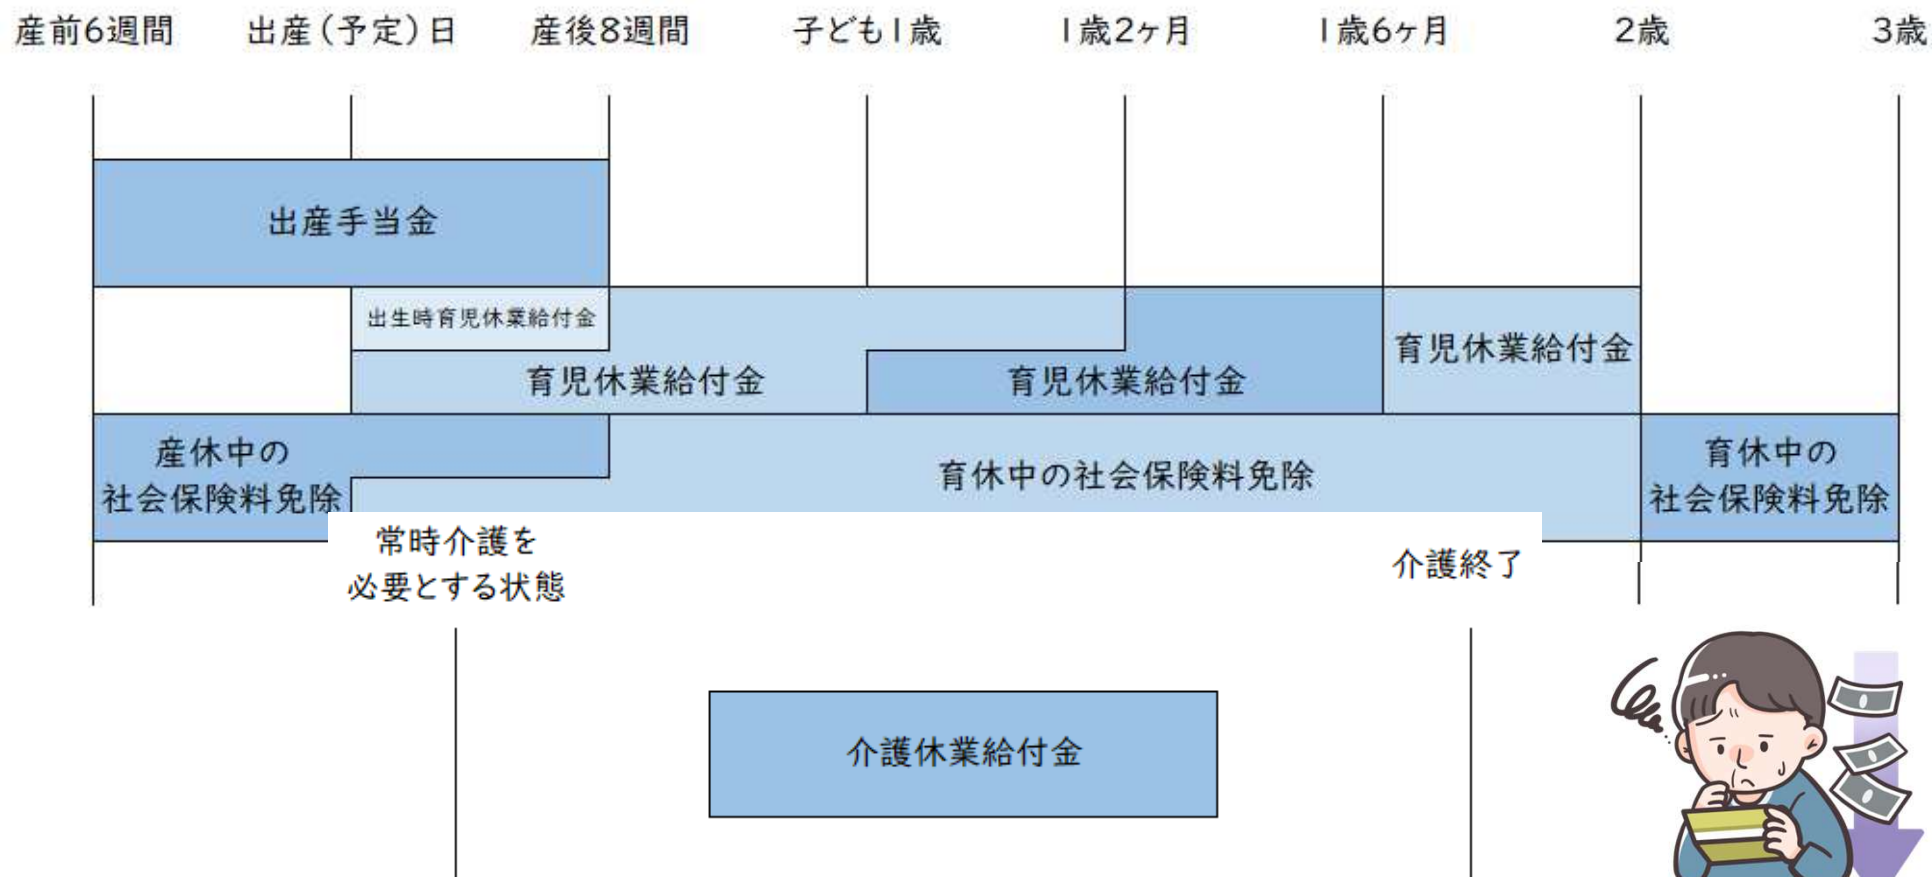 産前6週間
出産(予定)日
産後8週間
子ども1歳
1歳2ヶ月
1歳6ヶ月
2歳
3歳
出産手当金
出生時育児休業給付金
育児休業給付金
育児休業給付金
育児休業給付金
産休中の
社会保険料免除
育休中の社会保険料免除
育休中の
社会保険料免除
常時介護を
必要とする状態
介護終了
介護休業給付金